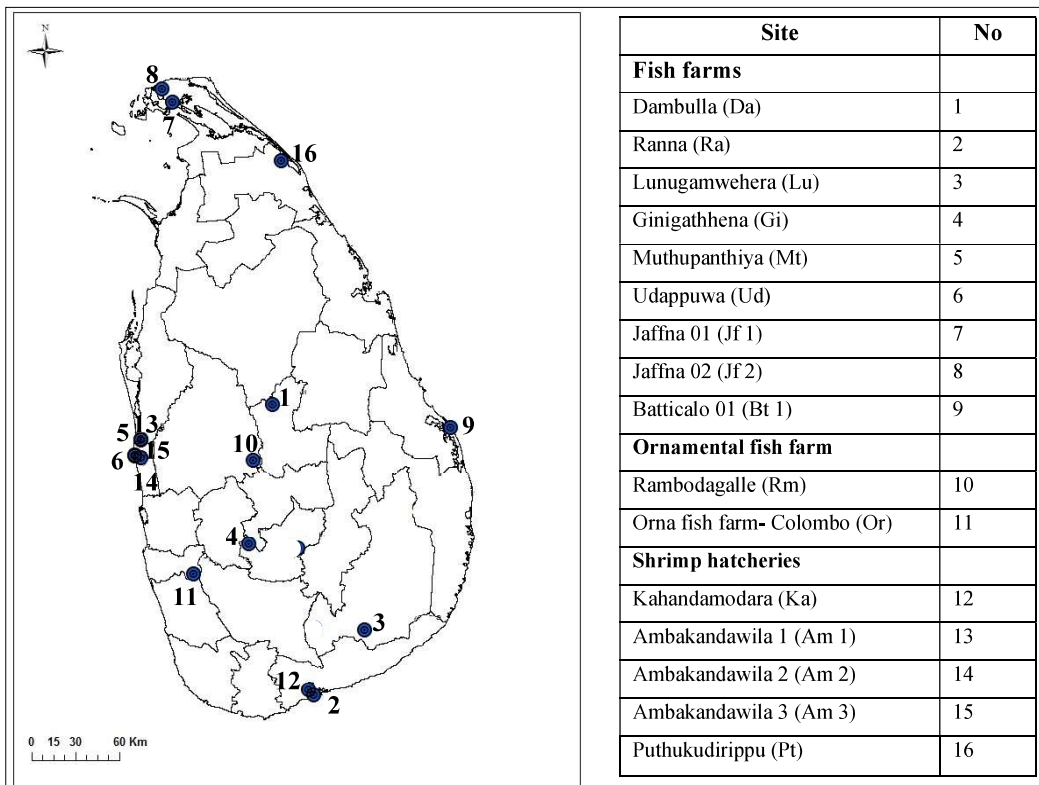 N
8
7
16
1
5
13
15
6
14
10
9
4
11
3
12
2
0 15 30 60 Km
Site No
Fish farms
Dambulla (Da) 1
Ranna (Ra) 2
Lunugamwehera (Lu) 3
Ginigathhena (Gi) 4
Muthupanthiya (Mt) 5
Udappuwa (Ud) 6
Jaffna 01 (Jf 1) 7
Jaffna 02 (Jf 2) 8
Batticalo 01 (Bt 1) 9
Ornamental fish farm
Rambodagalle (Rm) 10
Orna fish farm- Colombo (Or) 11
Shrimp hatcheries
Kahandamodara (Ka) 12
Ambakandawila 1 (Am 1) 13
Ambakandawila 2 (Am 2) 14
Ambakandawila 3 (Am 3) 15
Puthukudirippu (Pt) 16